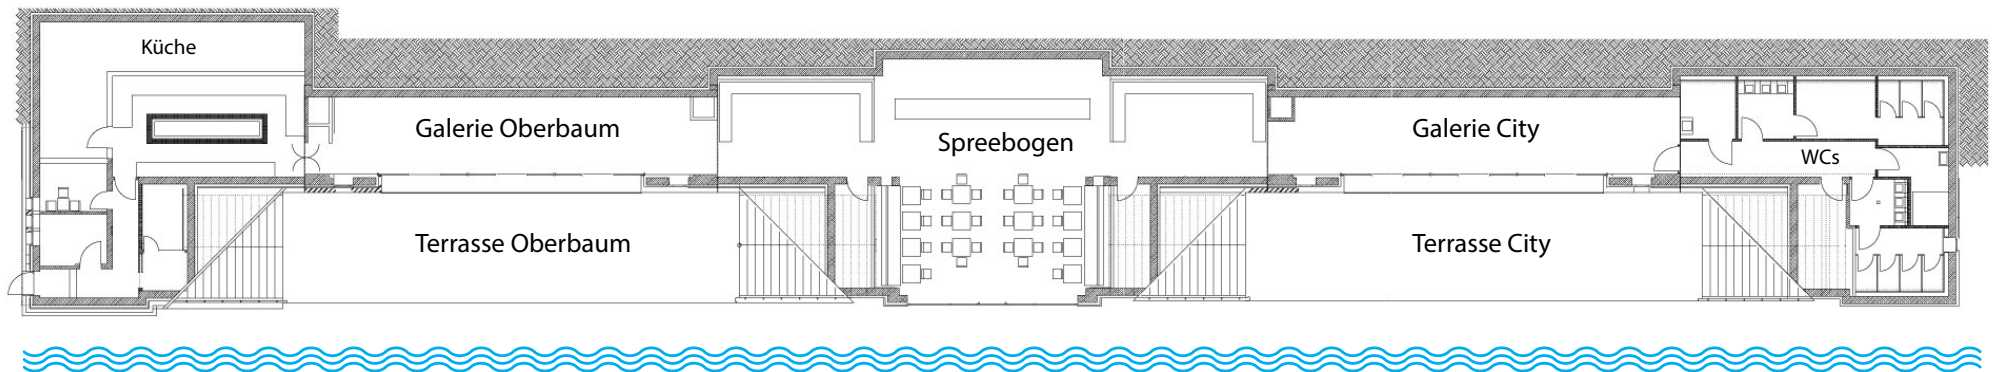 Küche
Galerie Oberbaum
Spreebogen
Galerie City
WCs
Terrasse Oberbaum
Terrasse City